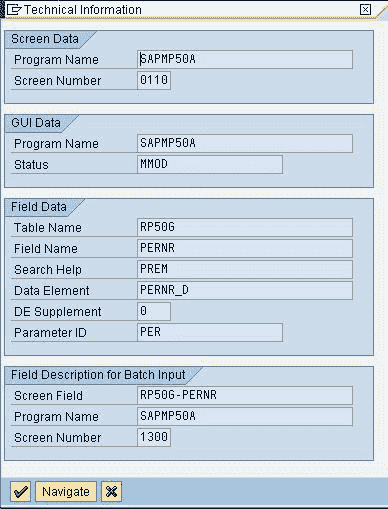 Technical Information
Screen Data
Program Name SAPMP50A
Screen Number 0110
GUI Data
Program Name SAPMP50A
Status MMOD
Field Data
Table Name RP50G
Field Name PERNR
Search Help PREM
Data Element PERNR_D
DE Supplement 0
Parameter ID PER
Field Description for Batch Input
Screen Field RP50G-PERNR
Program Name SAPMP50A
Screen Number 1300
Navigate